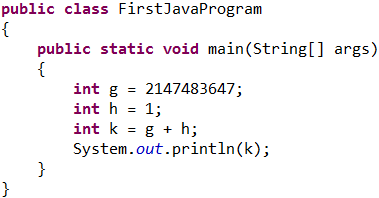 public class FirstJavaProgram
{
    public static void main(String[] args)
    {
        int g = 2147483647;
        int h = 1;
        int k = g + h;
        System.out.println(k);
    }
}